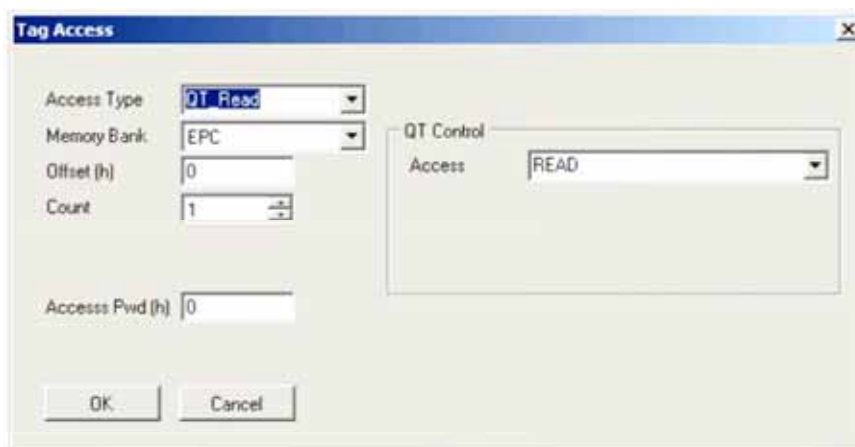 Tag Access
Access Type QT_Read
Memory Bank EPC
Offset (h) 0
Count 1
Accesss Pwd (h) 0
QT Control
Access READ
OK
Cancel